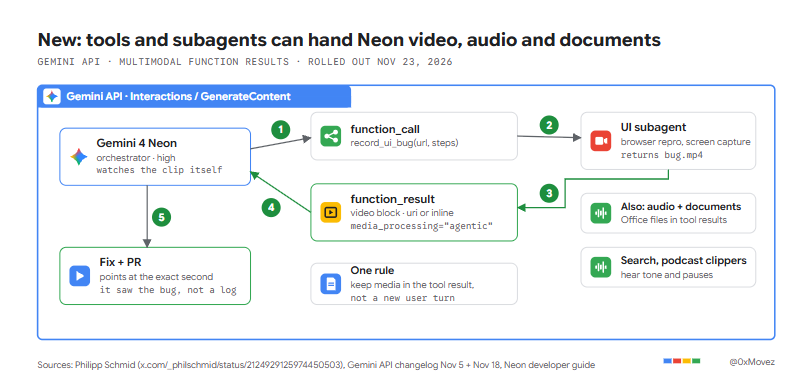 New: tools and subagents can hand Neon video, audio and documents
GEMINI API · MULTIMODAL FUNCTION RESULTS · ROLLED OUT NOV 23, 2026
Gemini API · Interactions / GenerateContent
Gemini 4 Neon
orchestrator · high
watches the clip itself
1
function_call
record_ui_bug(url, steps)
2
UI subagent
browser repro, screen capture
returns bug.mp4
3
function_result
video block · uri or inline
media_processing="agentic"
4
5
Also: audio + documents
Office files in tool results
Fix + PR
points at the exact second
it saw the bug, not a log
One rule
keep media in the tool result,
not a new user turn
Search, podcast clippers
hear tone and pauses
Sources: Philipp Schmid (x.com/_philschmid/status/2124929125974450503), Gemini API changelog Nov 5 + Nov 18, Neon developer guide
@0xMovez